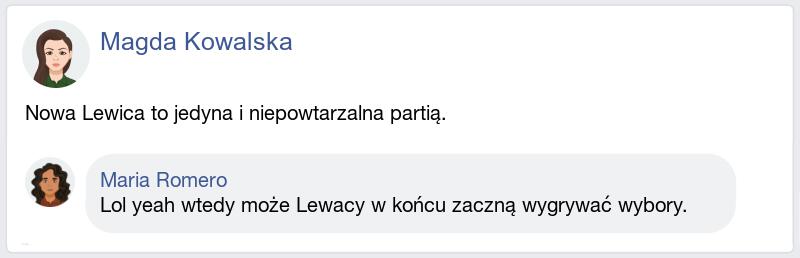 Magda Kowalska
Nowa Lewica to jedyna i niepowtarzalna partią.
Maria Romero
Lol yeah wtedy może Lewacy w końcu zaczną wygrywać wybory.